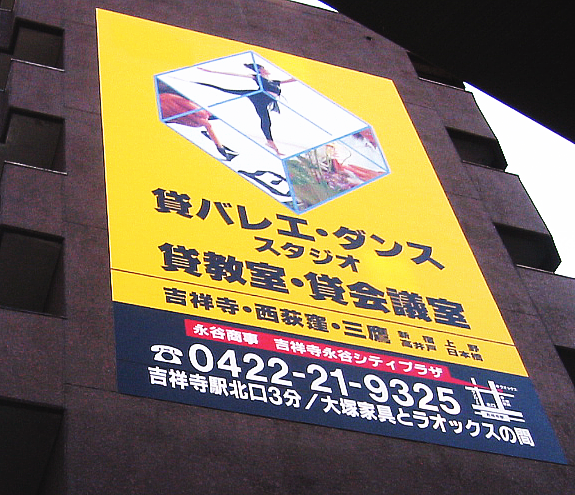 貸バレエ・ダンス
スタジオ
貸教室・貸会議室
吉祥寺・西荻窪・三鷹
新宿 上野
高井戸 日本橋
永谷商事 吉祥寺永谷シティプラザ
☎0422-21-9325
吉祥寺駅北口3分／大塚家具とラオックスの間